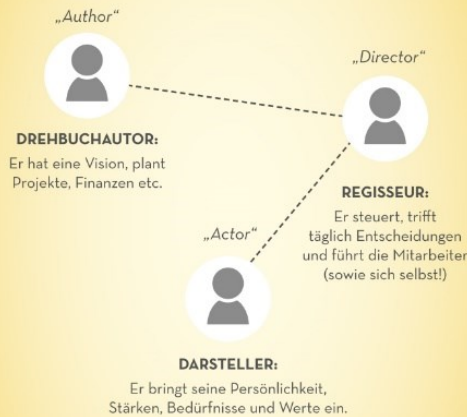 „Author“
DREHBUCHAUTOR:
Er hat eine Vision, plant
Projekte, Finanzen etc.
„Director“
REGISSEUR:
Er steuert, trifft
täglich Entscheidungen
und führt die Mitarbeiter
(sowie sich selbst!)
„Actor“
DARSTELLER:
Er bringt seine Persönlichkeit,
Stärken, Bedürfnisse und Werte ein.